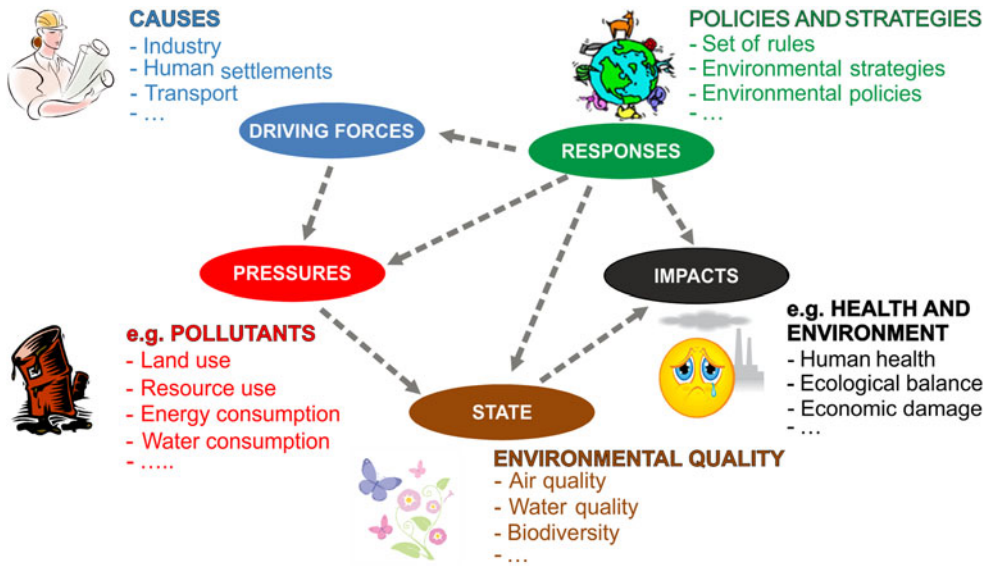 CAUSES
- Industry
- Human settlements
- Transport
- ...
POLICIES AND STRATEGIES
- Set of rules
- Environmental strategies
- Environmental policies
- ...
DRIVING FORCES
RESPONSES
PRESSURES
IMPACTS
e.g. POLLUTANTS
- Land use
- Resource use
- Energy consumption
- Water consumption
- .....
e.g. HEALTH AND
ENVIRONMENT
- Human health
- Ecological balance
- Economic damage
- ...
STATE
ENVIRONMENTAL QUALITY
- Air quality
- Water quality
- Biodiversity
- ...